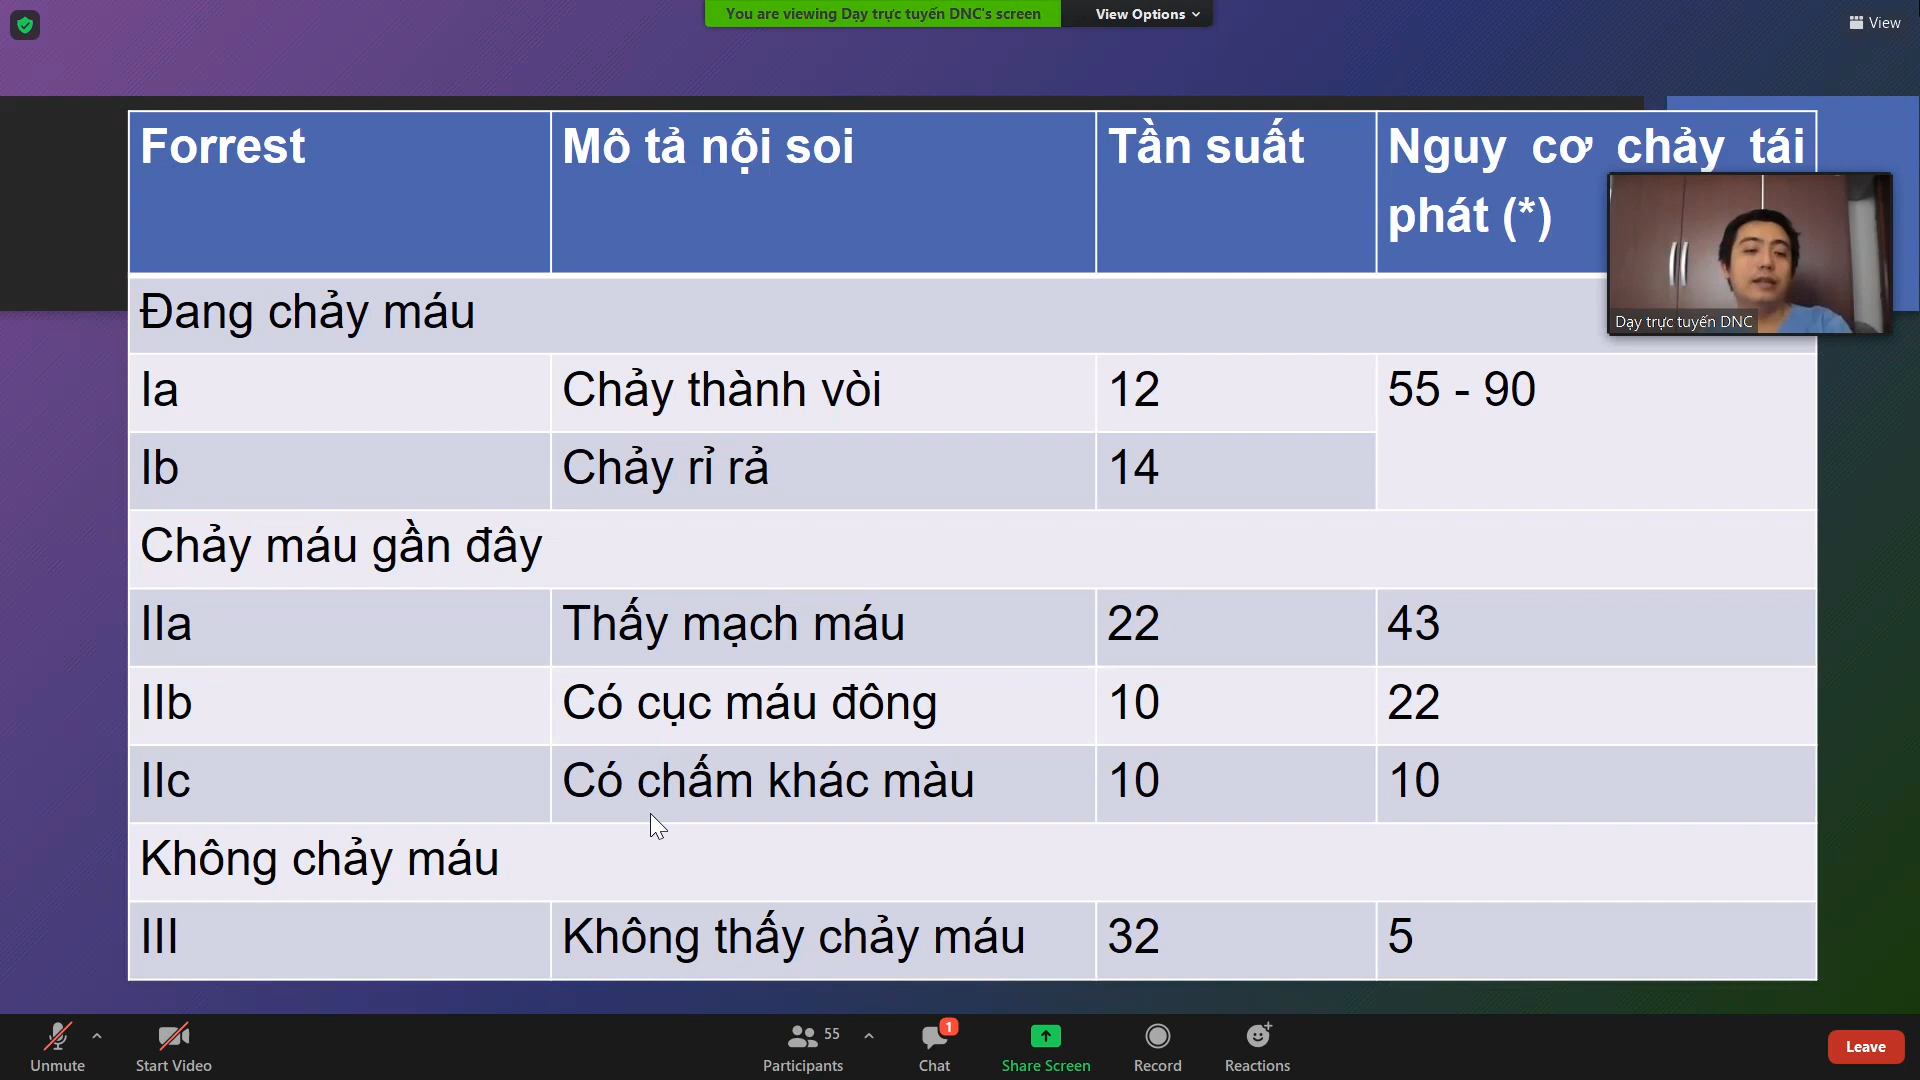 You are viewing Dạy trực tuyến DNC's screen
View Options
View
Forrest
Mô tả nội soi
Tần suất
Nguy cơ chảy tái
phát (*)
Dạy trực tuyến DNC
Đang chảy máu
Ia
Chảy thành vòi
12
55 - 90
Ib
Chảy rỉ rả
14
Chảy máu gần đây
IIa
Thấy mạch máu
22
43
IIb
Có cục máu đông
10
22
IIc
Có chấm khác màu
10
10
Không chảy máu
III
Không thấy chảy máu
32
5
Unmute
Start Video
55
Participants
1
Chat
Share Screen
Record
Reactions
Leave